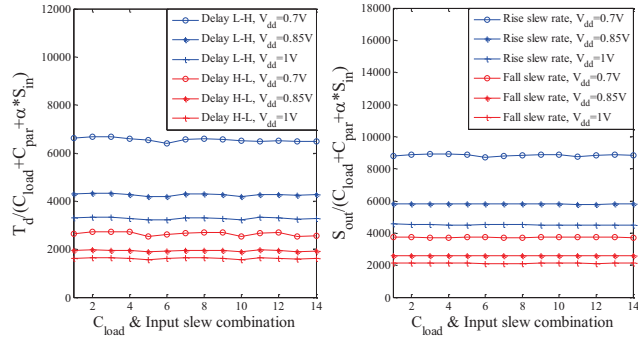 12000
10000
8000
6000
4000
2000
0
T_d/(C_load+C_par+α*S_in)
Delay L-H, V_dd=0.7V
Delay L-H, V_dd=0.85V
Delay L-H, V_dd=1V
Delay H-L, V_dd=0.7V
Delay H-L, V_dd=0.85V
Delay H-L, V_dd=1V
2 4 6 8 10 12 14
C_load & Input slew combination
18000
16000
14000
12000
10000
8000
6000
4000
2000
0
S_out/(C_load+C_par+α*S_in)
Rise slew rate, V_dd=0.7V
Rise slew rate, V_dd=0.85V
Rise slew rate, V_dd=1V
Fall slew rate, V_dd=0.7V
Fall slew rate, V_dd=0.85V
Fall slew rate, V_dd=1V
2 4 6 8 10 12 14
C_load & Input slew combination